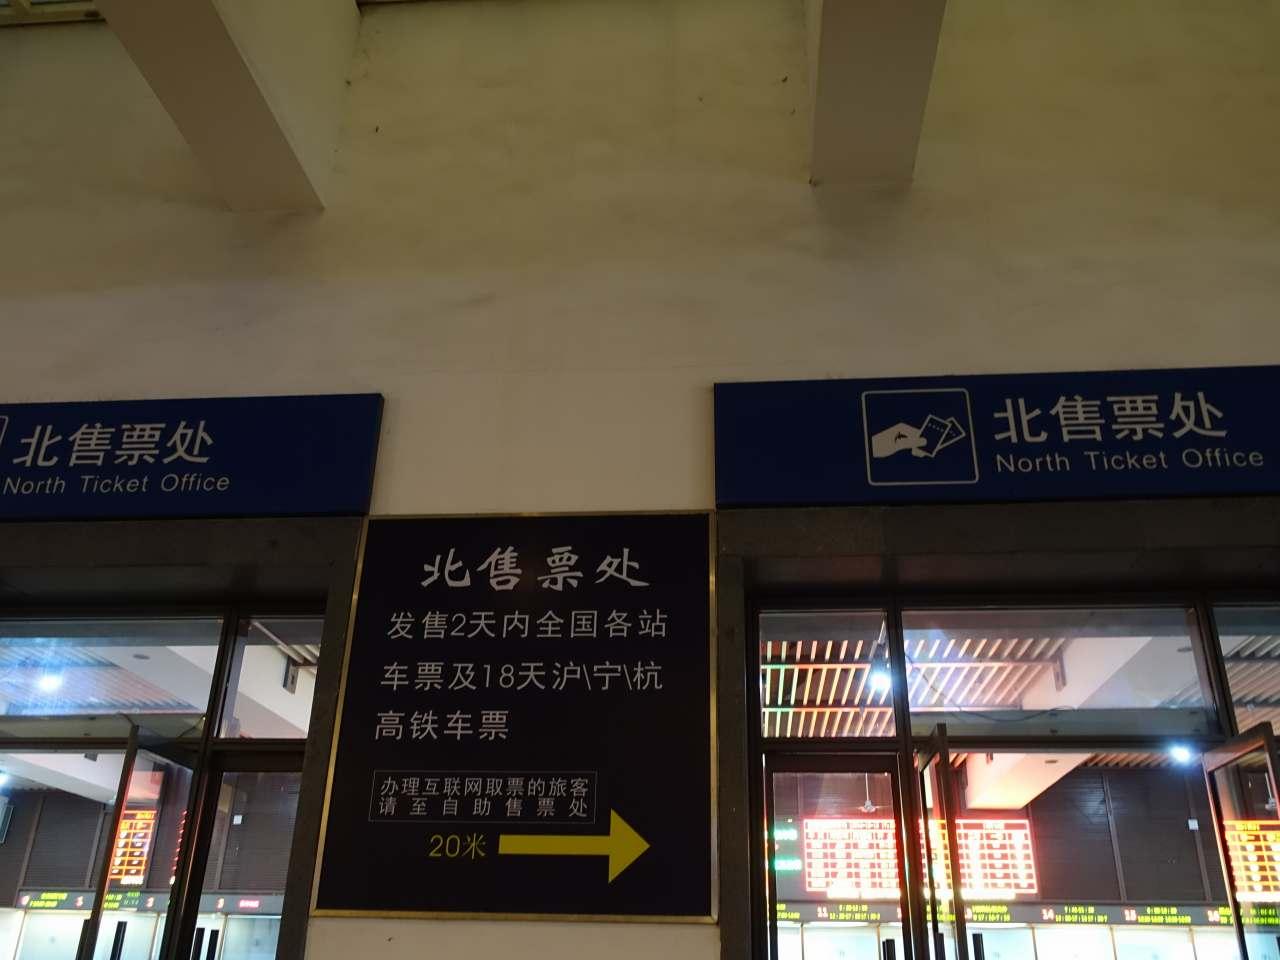 北售票处
North Ticket Office
北售票处
North Ticket Office
北售票处
发售2天内全国各站
车票及18天沪\宁\杭
高铁车票
办理互联网取票的旅客
请至自助售票处
20米